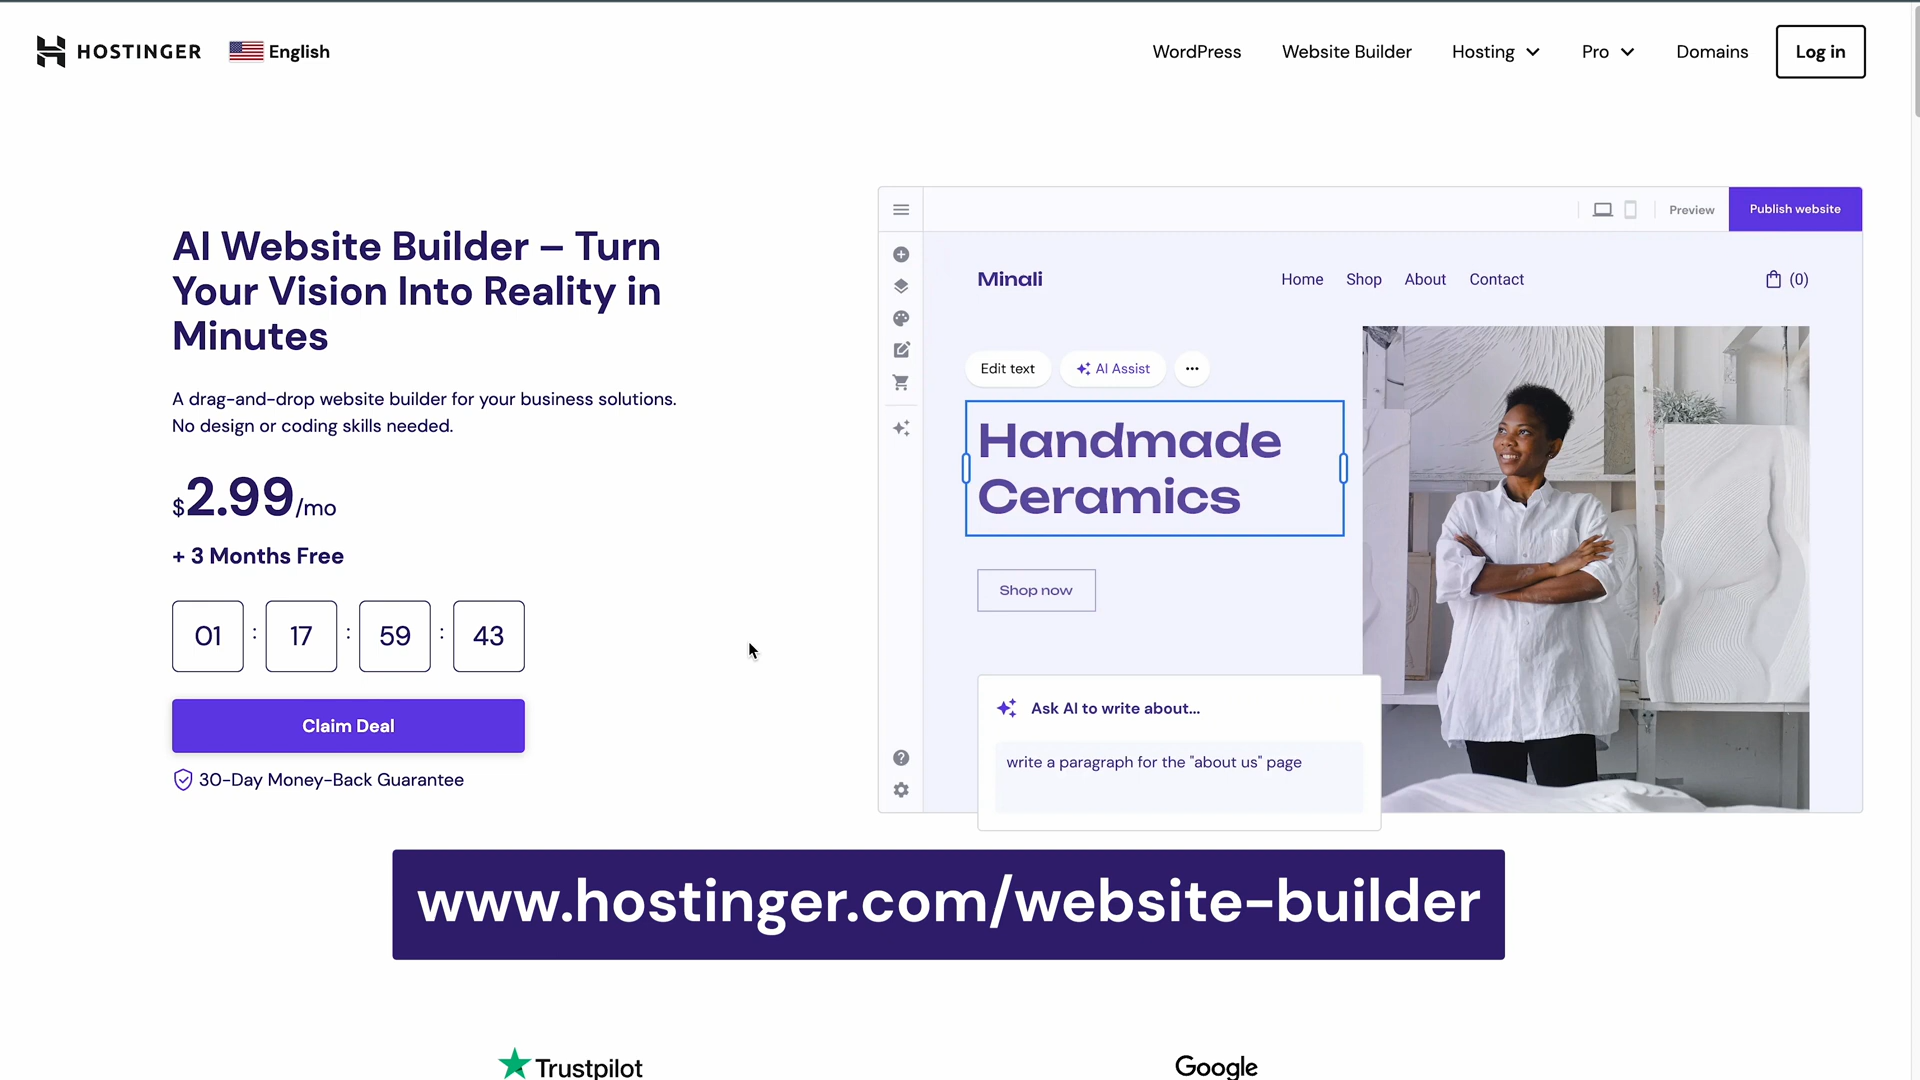 HOSTINGER
English
WordPress
Website Builder
Hosting
Pro
Domains
Log in
AI Website Builder – Turn
Your Vision Into Reality in
Minutes
A drag-and-drop website builder for your business solutions.
No design or coding skills needed.
$2.99/mo
+ 3 Months Free
01 : 17 : 59 : 43
Claim Deal
30-Day Money-Back Guarantee
Preview
Publish website
Minali
Home
Shop
About
Contact
(0)
Edit text
AI Assist
Handmade
Ceramics
Shop now
Ask AI to write about...
write a paragraph for the "about us" page
www.hostinger.com/website-builder
Trustpilot
Google